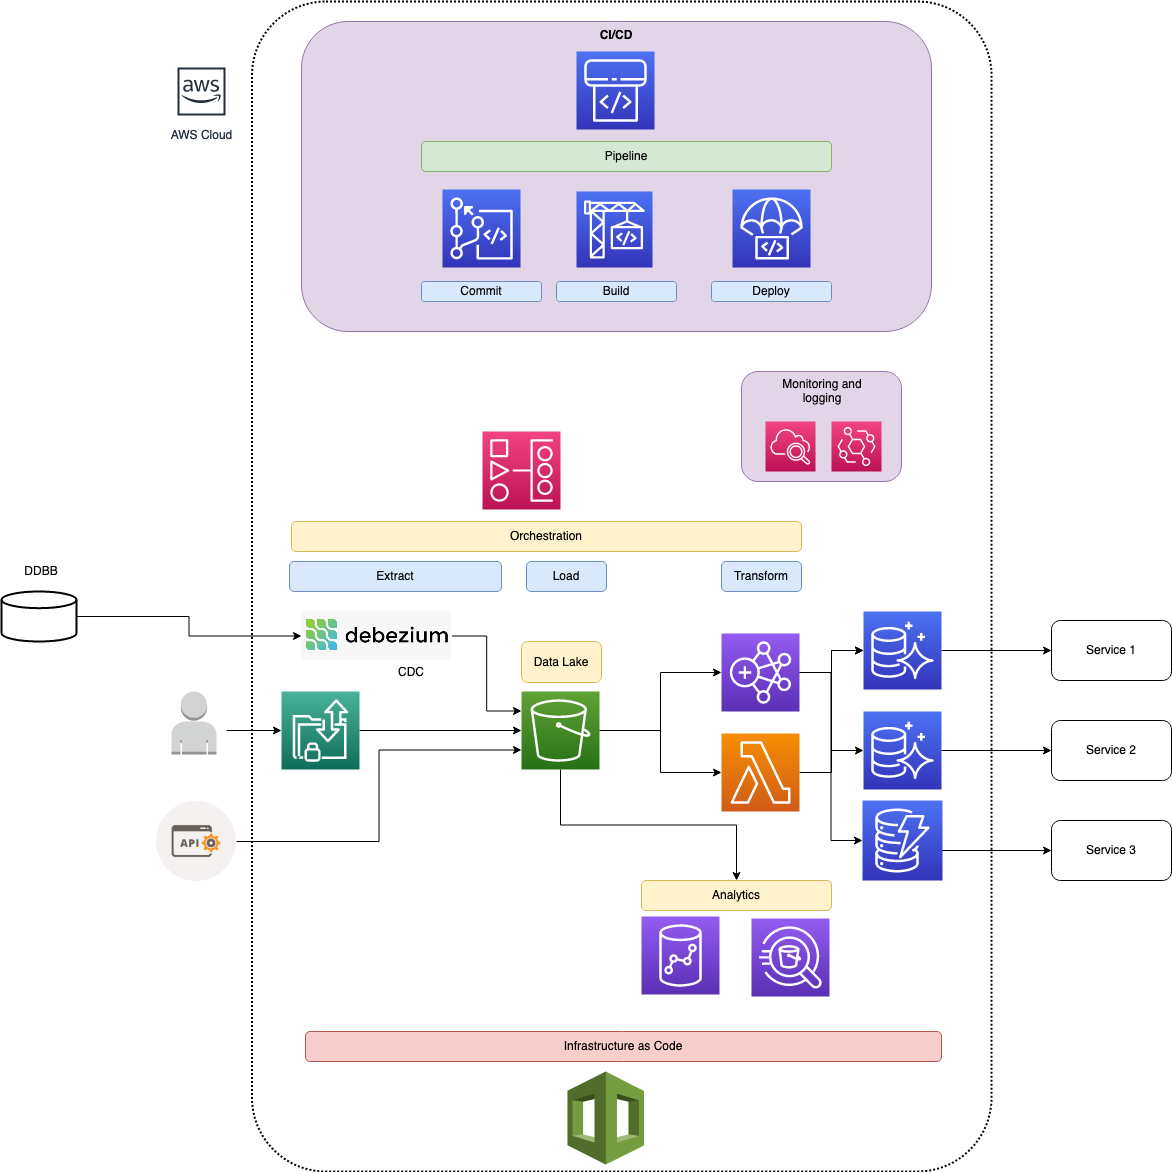 CI/CD
aws
AWS Cloud
Pipeline
Commit
Build
Deploy
Monitoring and
logging
Orchestration
Extract
Load
Transform
DDBB
debezium
CDC
Data Lake
Service 1
Service 2
API
Service 3
Analytics
Infrastructure as Code